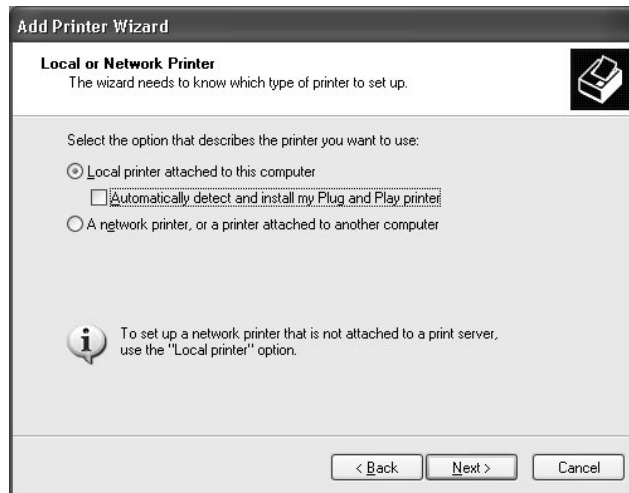 Add Printer Wizard
Local or Network Printer
The wizard needs to know which type of printer to set up.
Select the option that describes the printer you want to use:
Local printer attached to this computer
Automatically detect and install my Plug and Play printer
A network printer, or a printer attached to another computer
To set up a network printer that is not attached to a print server,
use the "Local printer" option.
< Back
Next >
Cancel